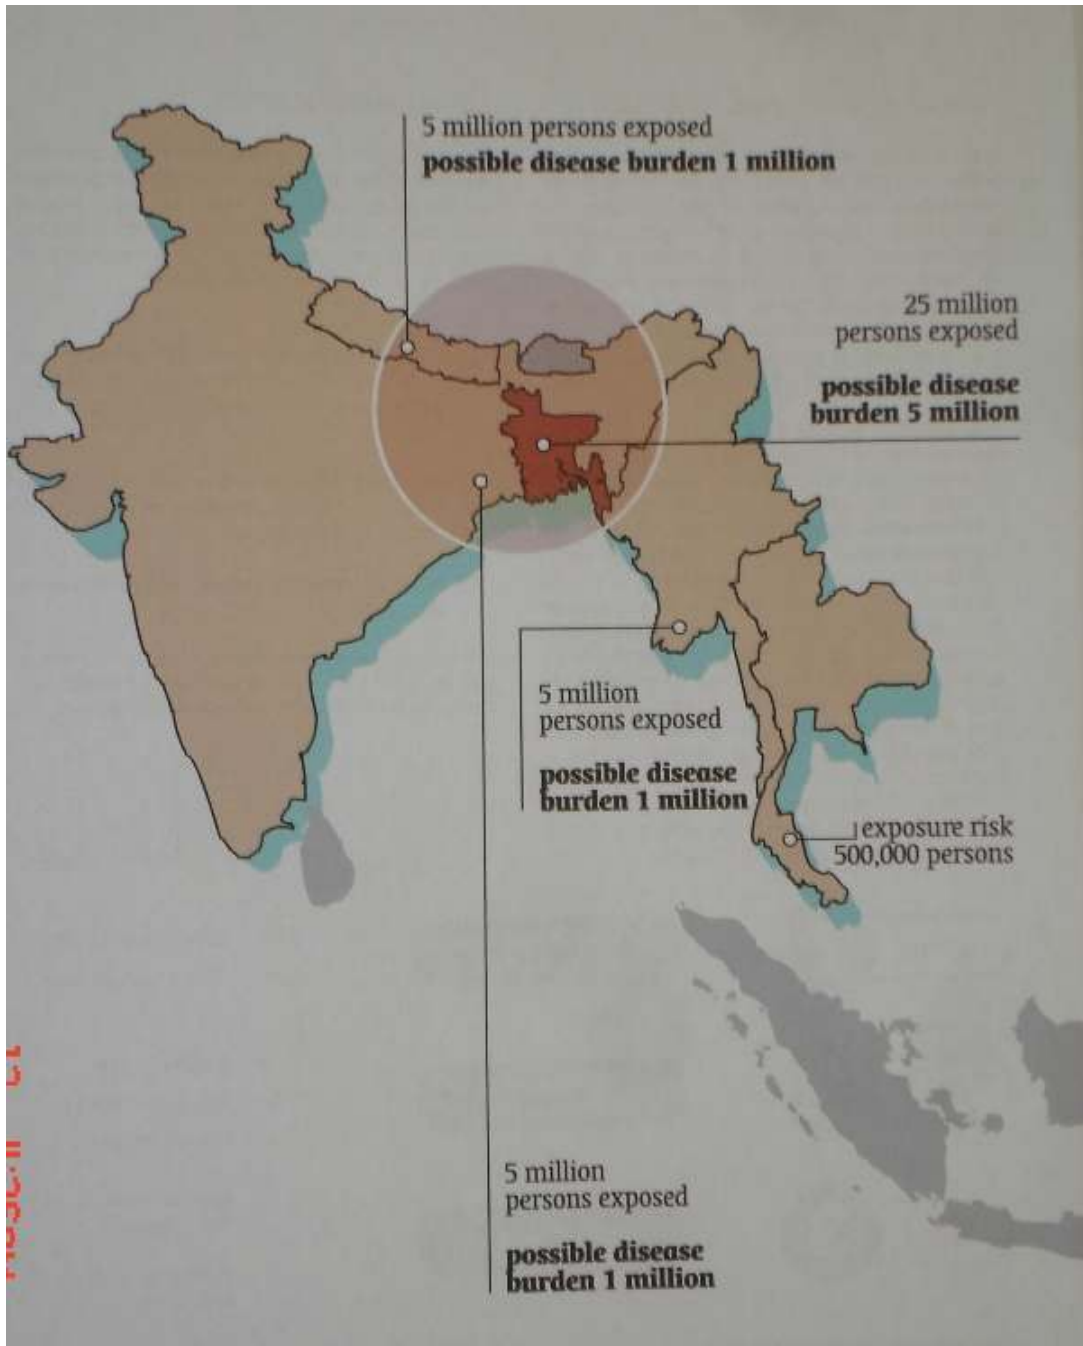 5 million persons exposed
possible disease burden 1 million
25 million
persons exposed
possible disease
burden 5 million
5 million
persons exposed
possible disease
burden 1 million
exposure risk
500,000 persons
5 million
persons exposed
possible disease
burden 1 million